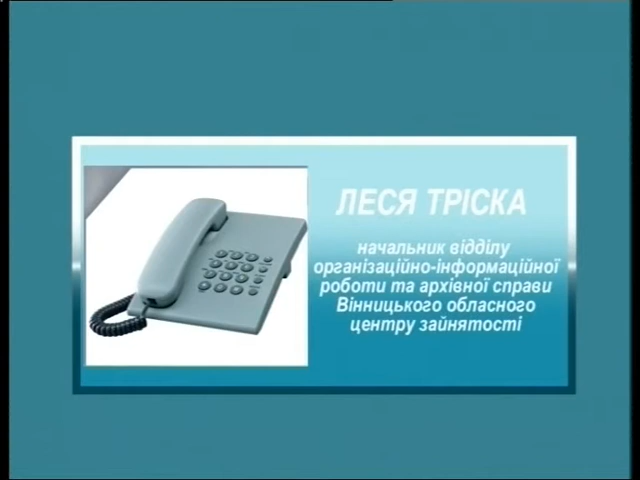 ЛЕСЯ ТРІСКА
начальник відділу
організаційно-інформаційної
роботи та архівної справи
Вінницького обласного
центру зайнятості